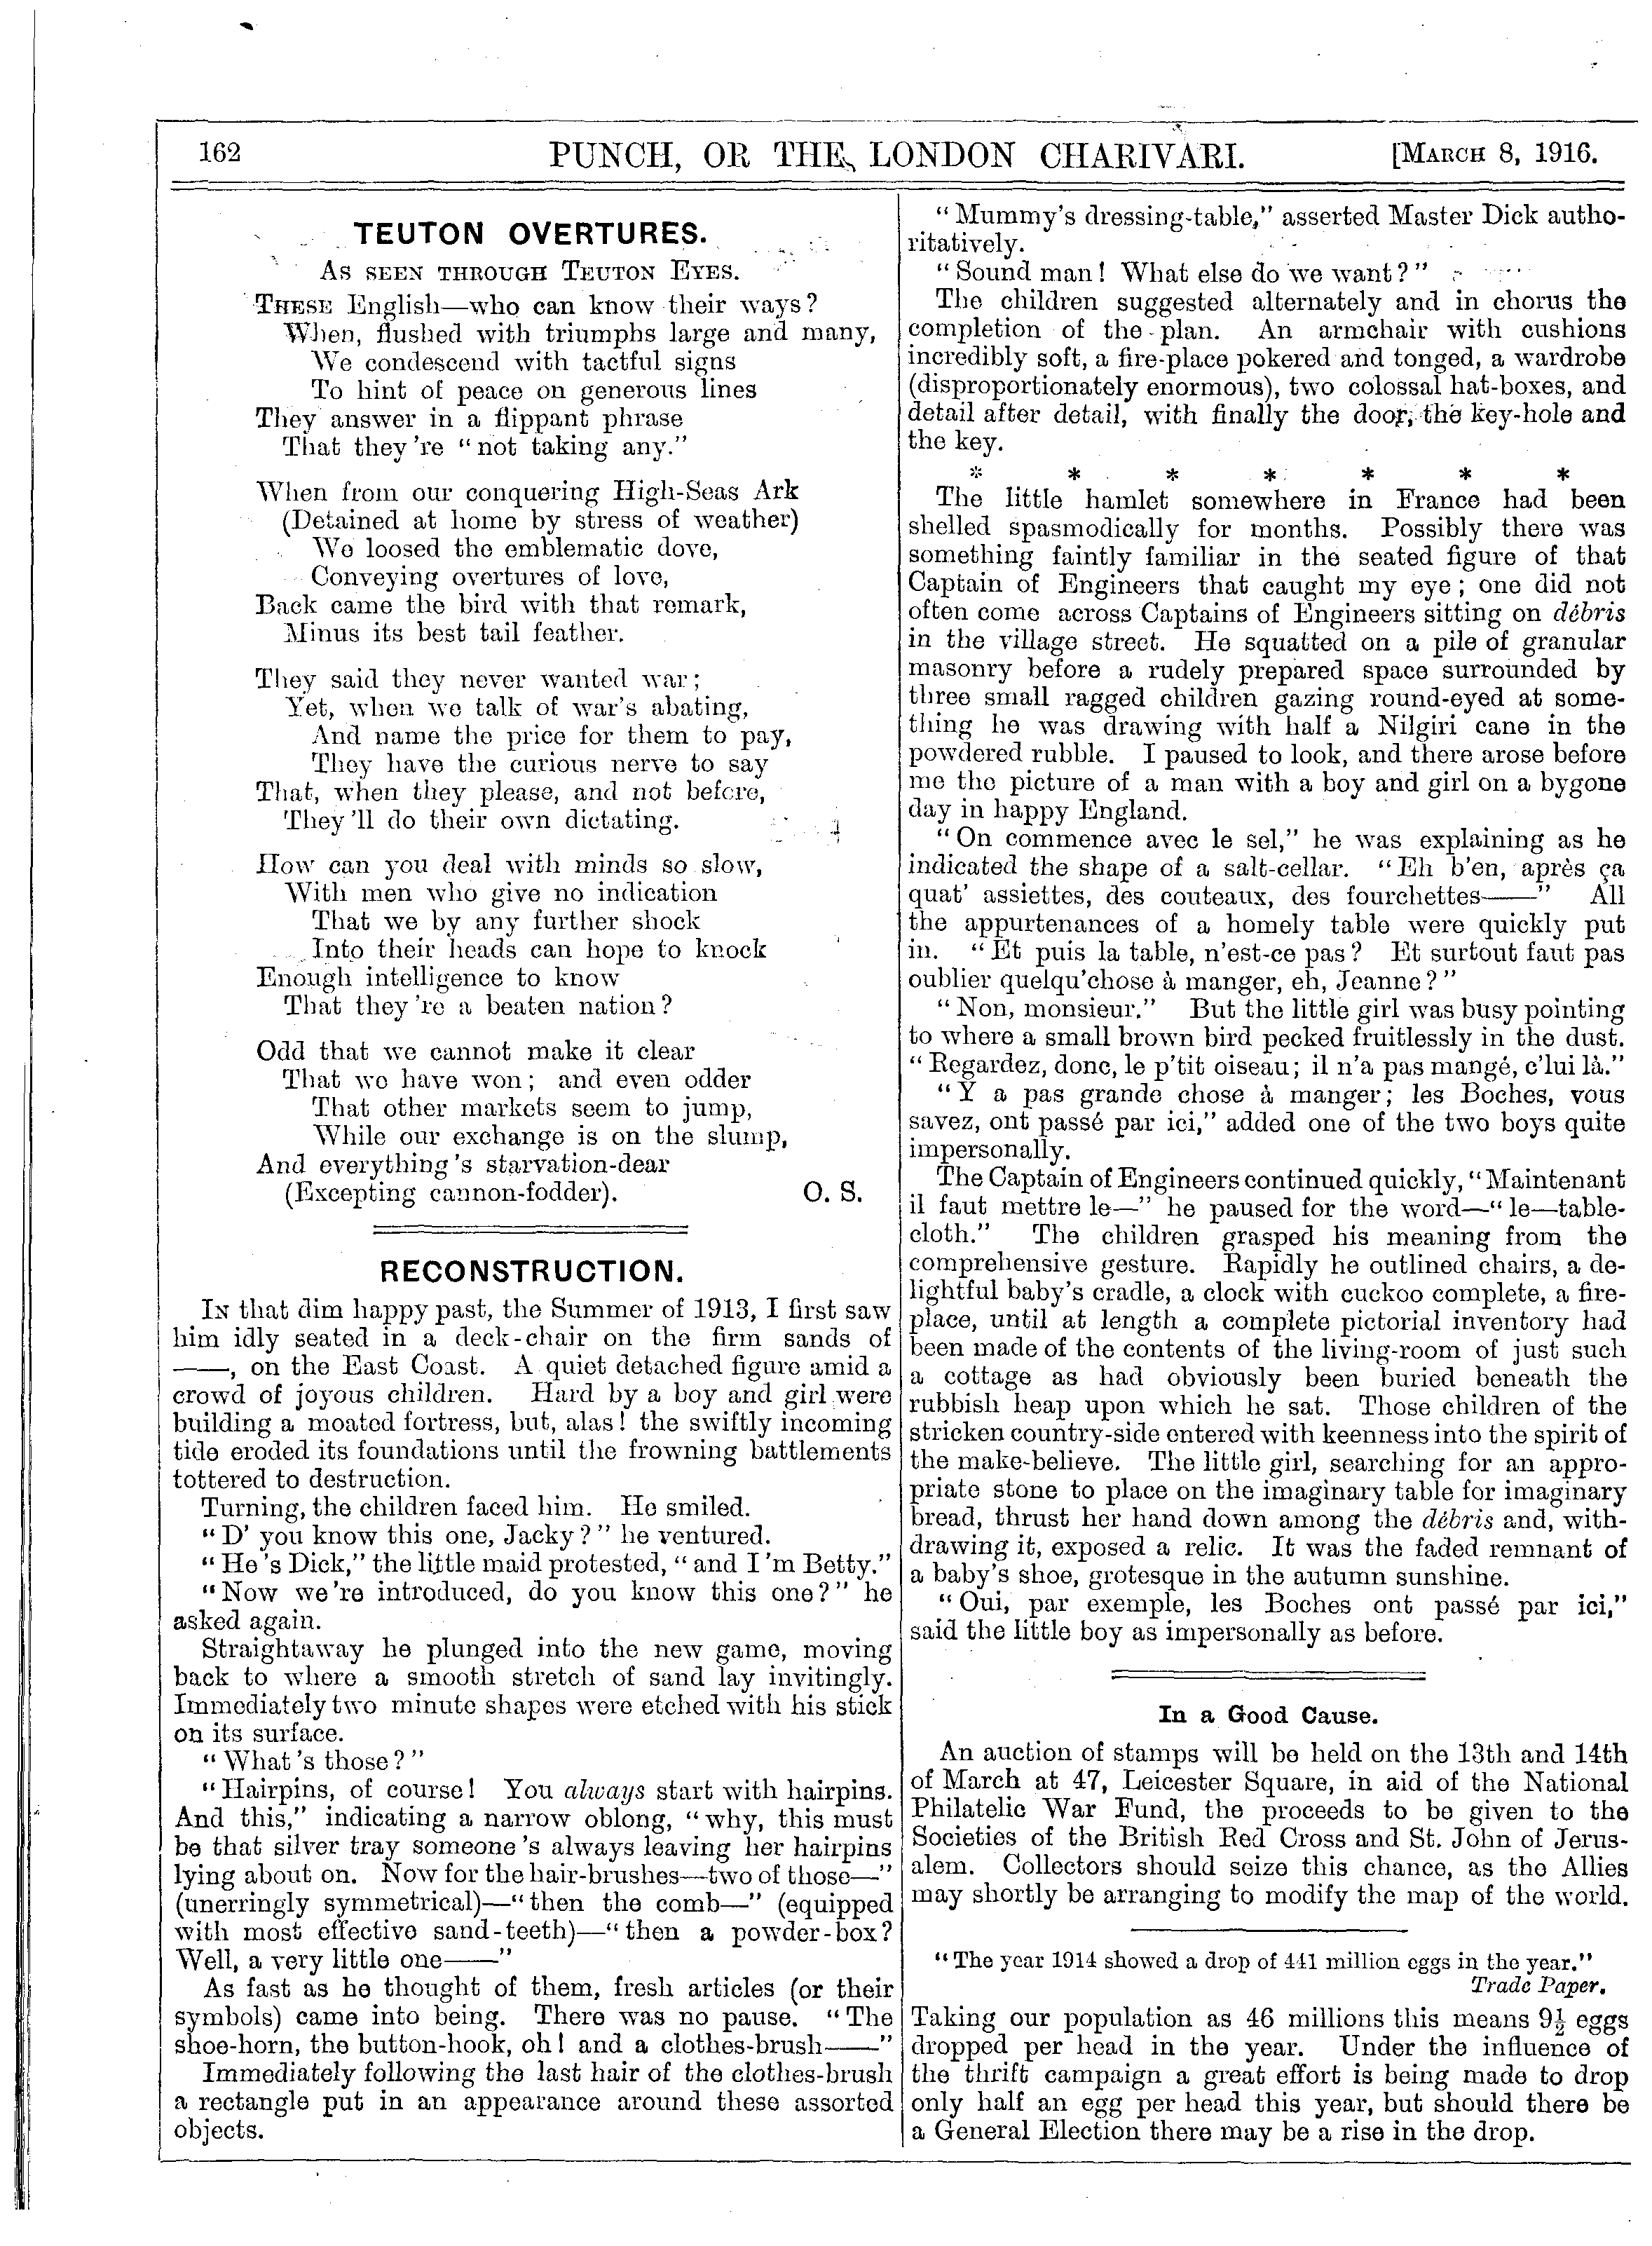 162
PUNCH, OR THE LONDON CHARIVARI.
[MARCH 8, 1916.
TEUTON OVERTURES.
AS SEEN THROUGH TEUTON EYES.
THESE English—who can know their ways?
When, flushed with triumphs large and many,
We condescend with tactful signs
To hint of peace on generous lines
They answer in a flippant phrase
That they're "not taking any."
When from our conquering High-Seas Ark
(Detained at home by stress of weather)
We loosed the emblematic dove,
Conveying overtures of love,
Back came the bird with that remark,
Minus its best tail feather.
They said they never wanted war;
Yet, when we talk of war's abating,
And name the price for them to pay,
They have the curious nerve to say
That, when they please, and not before,
They'll do their own dictating.
How can you deal with minds so slow,
With men who give no indication
That we by any further shock
Into their heads can hope to knock
Enough intelligence to know
That they're a beaten nation?
Odd that we cannot make it clear
That we have won; and even odder
That other markets seem to jump,
While our exchange is on the slump,
And everything's starvation-dear
(Excepting cannon-fodder). O. S.
RECONSTRUCTION.
IN that dim happy past, the Summer of 1913, I first saw
him idly seated in a deck-chair on the firm sands of
——, on the East Coast. A quiet detached figure amid a
crowd of joyous children. Hard by a boy and girl were
building a moated fortress, but, alas! the swiftly incoming
tide eroded its foundations until the frowning battlements
tottered to destruction.
Turning, the children faced him. He smiled.
"D' you know this one, Jacky?" he ventured.
"He's Dick," the little maid protested, "and I'm Betty."
"Now we're introduced, do you know this one?" he
asked again.
Straightaway he plunged into the new game, moving
back to where a smooth stretch of sand lay invitingly.
Immediately two minute shapes were etched with his stick
on its surface.
"What's those?"
"Hairpins, of course! You always start with hairpins.
And this," indicating a narrow oblong, "why, this must
be that silver tray someone's always leaving her hairpins
lying about on. Now for the hair-brushes—two of those—"
(unerringly symmetrical)—"then the comb—" (equipped
with most effective sand-teeth)—"then a powder-box?
Well, a very little one——"
As fast as he thought of them, fresh articles (or their
symbols) came into being. There was no pause. "The
shoe-horn, the button-hook, oh! and a clothes-brush——"
Immediately following the last hair of the clothes-brush
a rectangle put in an appearance around these assorted
objects.
"Mummy's dressing-table," asserted Master Dick autho-
ritatively.
"Sound man! What else do we want?"
The children suggested alternately and in chorus the
completion of the plan. An armchair with cushions
incredibly soft, a fire-place pokered and tonged, a wardrobe
(disproportionately enormous), two colossal hat-boxes, and
detail after detail, with finally the door, the key-hole and
the key.
* * * * * * *
The little hamlet somewhere in France had been
shelled spasmodically for months. Possibly there was
something faintly familiar in the seated figure of that
Captain of Engineers that caught my eye; one did not
often come across Captains of Engineers sitting on débris
in the village street. He squatted on a pile of granular
masonry before a rudely prepared space surrounded by
three small ragged children gazing round-eyed at some-
thing he was drawing with half a Nilgiri cane in the
powdered rubble. I paused to look, and there arose before
me the picture of a man with a boy and girl on a bygone
day in happy England.
"On commence avec le sel," he was explaining as he
indicated the shape of a salt-cellar. "Eh b'en, après ça
quat' assiettes, des couteaux, des fourchettes——" All
the appurtenances of a homely table were quickly put
in. "Et puis la table, n'est-ce pas? Et surtout faut pas
oublier quelqu'chose à manger, eh, Jeanne?"
"Non, monsieur." But the little girl was busy pointing
to where a small brown bird pecked fruitlessly in the dust.
"Regardez, donc, le p'tit oiseau; il n'a pas mangé, c'lui là."
"Y a pas grande chose à manger; les Boches, vous
savez, ont passé par ici," added one of the two boys quite
impersonally.
The Captain of Engineers continued quickly, "Maintenant
il faut mettre le—" he paused for the word—"le—table-
cloth." The children grasped his meaning from the
comprehensive gesture. Rapidly he outlined chairs, a de-
lightful baby's cradle, a clock with cuckoo complete, a fire-
place, until at length a complete pictorial inventory had
been made of the contents of the living-room of just such
a cottage as had obviously been buried beneath the
rubbish heap upon which he sat. Those children of the
stricken country-side entered with keenness into the spirit of
the make-believe. The little girl, searching for an appro-
priate stone to place on the imaginary table for imaginary
bread, thrust her hand down among the débris and, with-
drawing it, exposed a relic. It was the faded remnant of
a baby's shoe, grotesque in the autumn sunshine.
"Oui, par exemple, les Boches ont passé par ici,"
said the little boy as impersonally as before.
In a Good Cause.
An auction of stamps will be held on the 13th and 14th
of March at 47, Leicester Square, in aid of the National
Philatelic War Fund, the proceeds to be given to the
Societies of the British Red Cross and St. John of Jerus-
alem. Collectors should seize this chance, as the Allies
may shortly be arranging to modify the map of the world.
"The year 1914 showed a drop of 441 million eggs in the year."
Trade Paper.
Taking our population as 46 millions this means 9½ eggs
dropped per head in the year. Under the influence of
the thrift campaign a great effort is being made to drop
only half an egg per head this year, but should there be
a General Election there may be a rise in the drop.